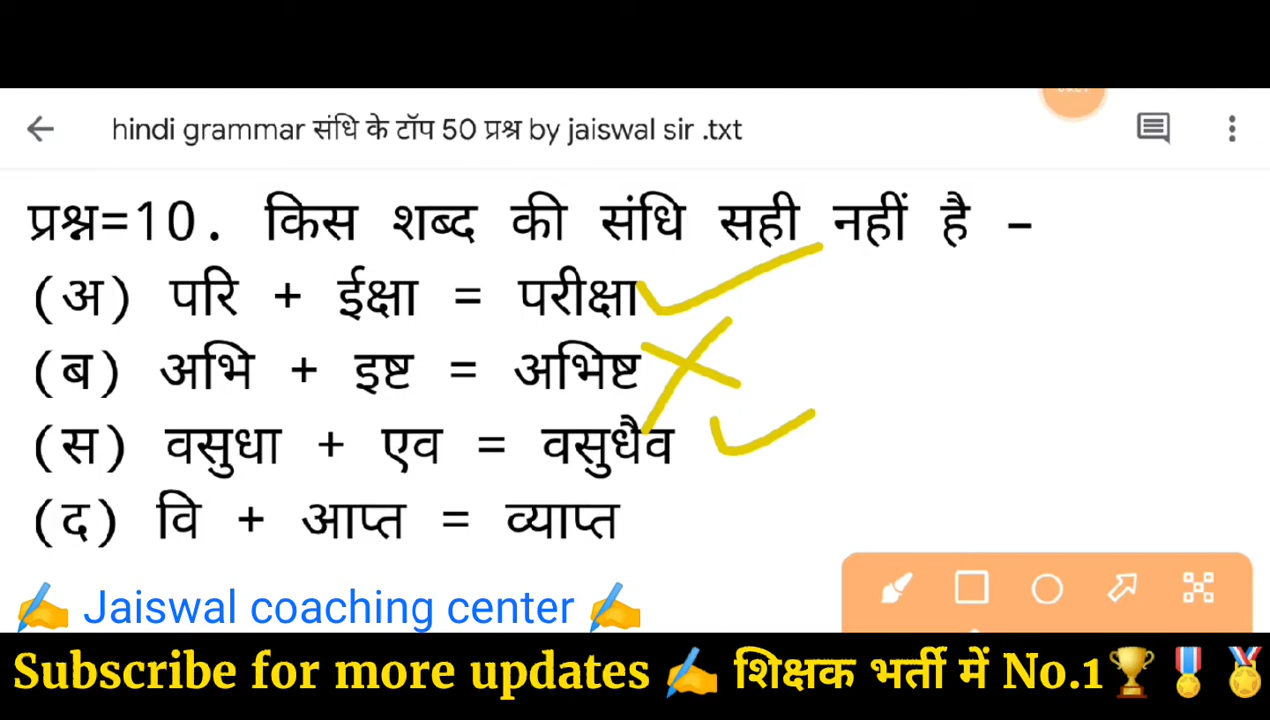 hindi grammar संधि के टॉप 50 प्रश्न by jaiswal sir .txt
प्रश्न=10. किस शब्द की संधि सही नहीं है -
(अ) परि + ईक्षा = परीक्षा
(ब) अभि + इष्ट = अभिष्ट
(स) वसुधा + एव = वसुधैव
(द) वि + आप्त = व्याप्त
✍ Jaiswal coaching center ✍
Subscribe for more updates ✍ शिक्षक भर्ती में No.1🏆🎖🏅